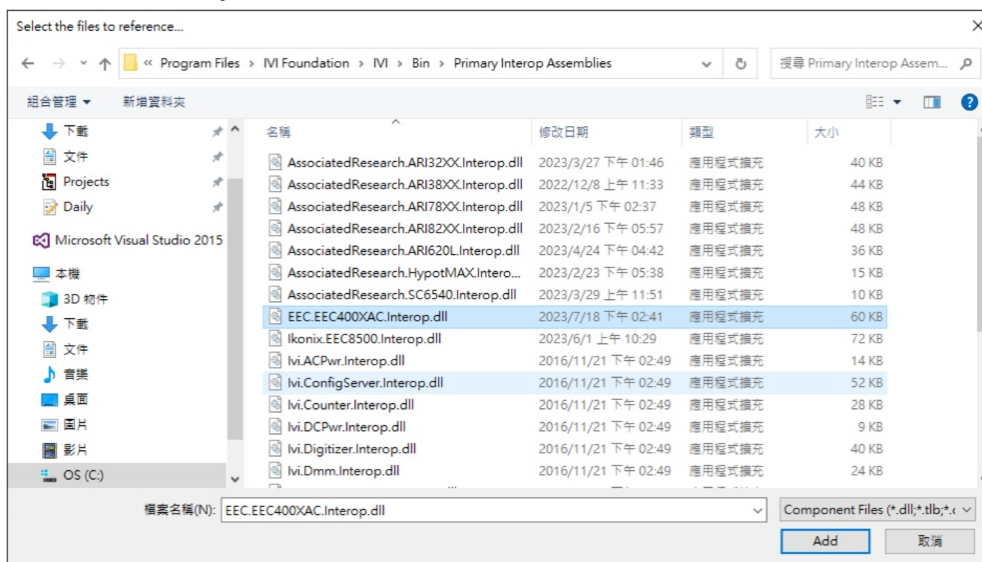 Select the files to reference...
« Program Files > IVI Foundation > IVI > Bin > Primary Interop Assemblies
搜尋 Primary Interop Assem...
組合管理 新增資料夾
下載
文件
Projects
Daily
Microsoft Visual Studio 2015
本機
3D 物件
下載
文件
音樂
桌面
圖片
影片
OS (C:)
名稱 修改日期 類型 大小
AssociatedResearch.ARI32XX.Interop.dll 2023/3/27 下午 01:46 應用程式擴充 40 KB
AssociatedResearch.ARI38XX.Interop.dll 2022/12/8 上午 11:33 應用程式擴充 44 KB
AssociatedResearch.ARI78XX.Interop.dll 2023/1/5 下午 02:37 應用程式擴充 48 KB
AssociatedResearch.ARI82XX.Interop.dll 2023/2/16 下午 05:57 應用程式擴充 48 KB
AssociatedResearch.ARI620L.Interop.dll 2023/4/24 下午 04:42 應用程式擴充 36 KB
AssociatedResearch.HypotMAX.Intero... 2023/2/23 下午 05:38 應用程式擴充 15 KB
AssociatedResearch.SC6540.Interop.dll 2023/3/29 上午 11:51 應用程式擴充 10 KB
EEC.EEC400XAC.Interop.dll 2023/7/18 下午 02:41 應用程式擴充 60 KB
Ikonix.EEC8500.Interop.dll 2023/6/1 上午 10:29 應用程式擴充 72 KB
Ivi.ACPwr.Interop.dll 2016/11/21 下午 02:49 應用程式擴充 14 KB
Ivi.ConfigServer.Interop.dll 2016/11/21 下午 02:49 應用程式擴充 52 KB
Ivi.Counter.Interop.dll 2016/11/21 下午 02:49 應用程式擴充 28 KB
Ivi.DCPwr.Interop.dll 2016/11/21 下午 02:49 應用程式擴充 9 KB
Ivi.Digitizer.Interop.dll 2016/11/21 下午 02:49 應用程式擴充 40 KB
Ivi.Dmm.Interop.dll 2016/11/21 下午 02:49 應用程式擴充 24 KB
檔案名稱(N): EEC.EEC400XAC.Interop.dll
Component Files (*.dll;*.tlb;*.
Add 取消